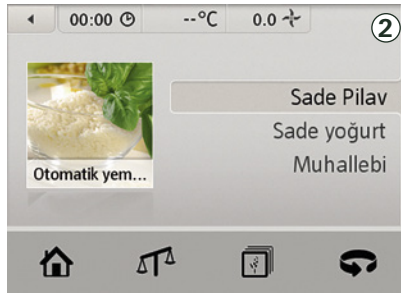 00:00 --°C 0.0
2
Sade Pilav
Sade yoğurt
Muhallebi
Otomatik yem...